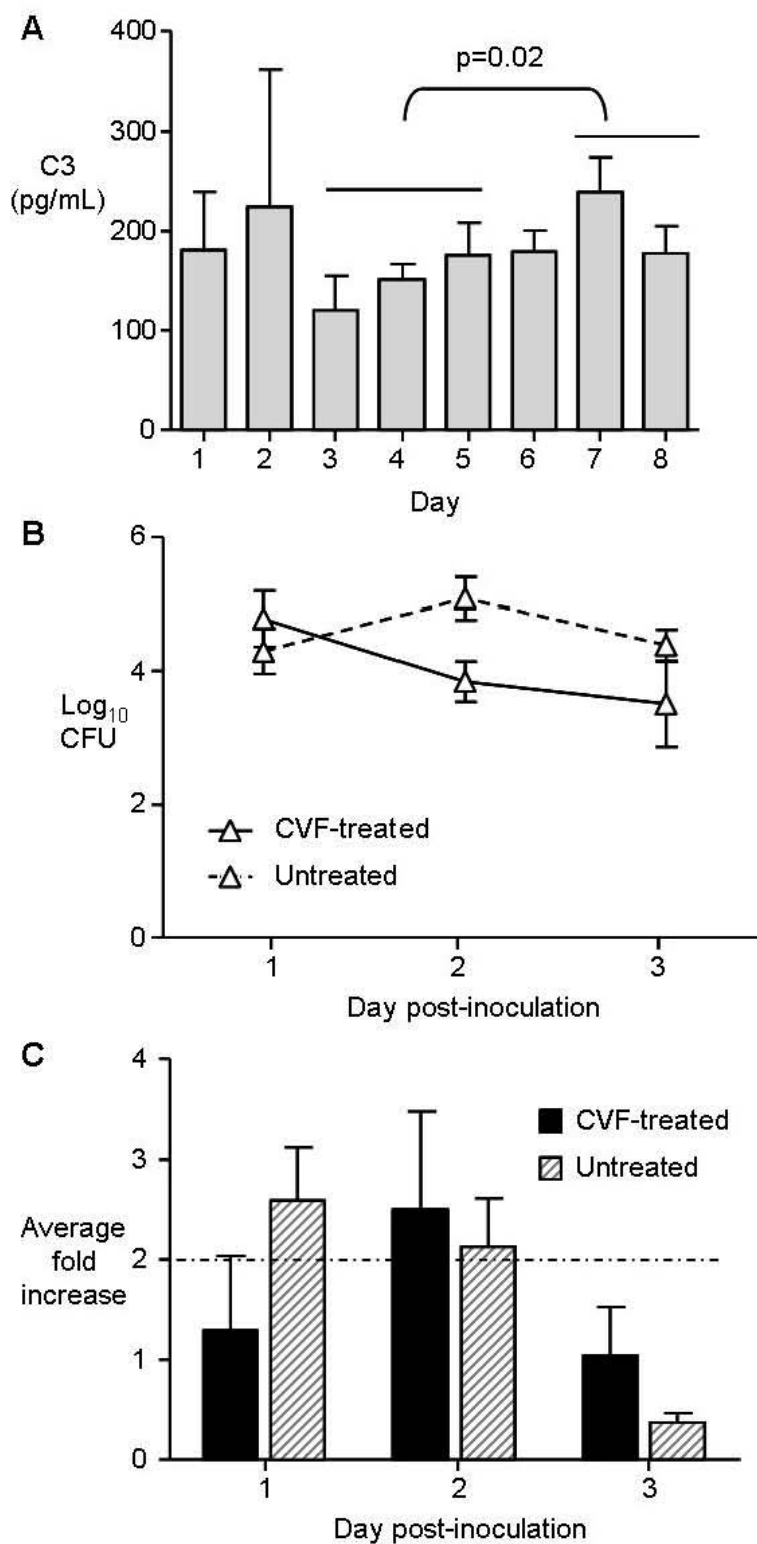 A
400
p=0.02
300
C3
(pg/mL)
200
100
0
1 2 3 4 5 6 7 8
Day
B
6
4
Log10
CFU
2
CVF-treated
Untreated
0
1 2 3
Day post-inoculation
C
4
CVF-treated
3
Untreated
Average
fold
increase
2
1
0
1 2 3
Day post-inoculation